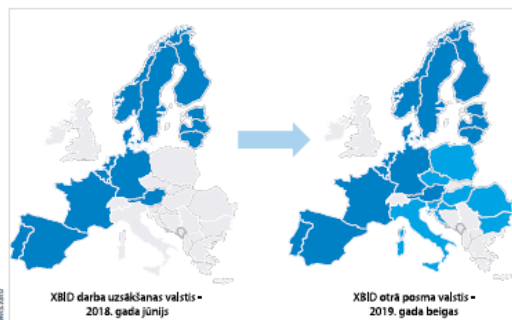 XBID darba uzsākšanas valstis –
2018. gada jūnijs
XBID otrā posma valstis –
2019. gada beigas